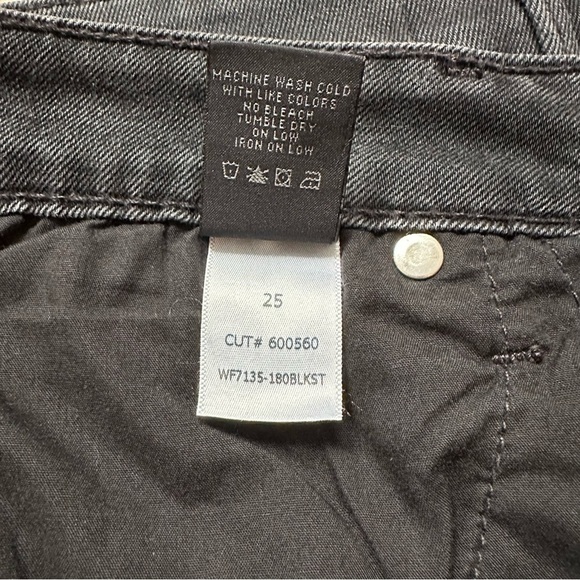 MACHINE WASH COLD
WITH LIKE COLORS
NO BLEACH
TUMBLE DRY
ON LOW
IRON ON LOW
25
CUT# 600560
WF7135-180BLKST